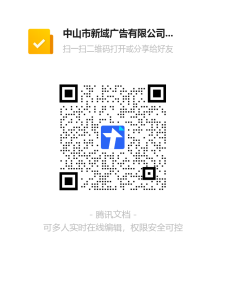 中山市新域广告有限公司...
扫一扫二维码打开或分享给好友
- 腾讯文档 -
可多人实时在线编辑，权限安全可控